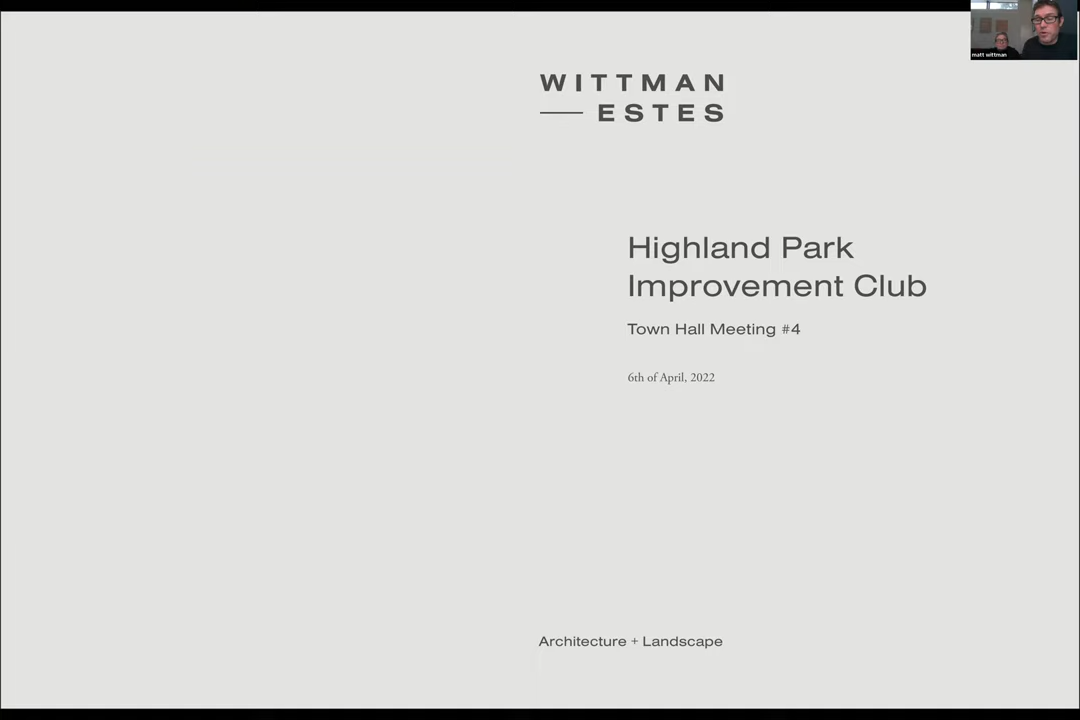 matt wittman
WITTMAN
ESTES
Highland Park
Improvement Club
Town Hall Meeting #4
6th of April, 2022
Architecture + Landscape